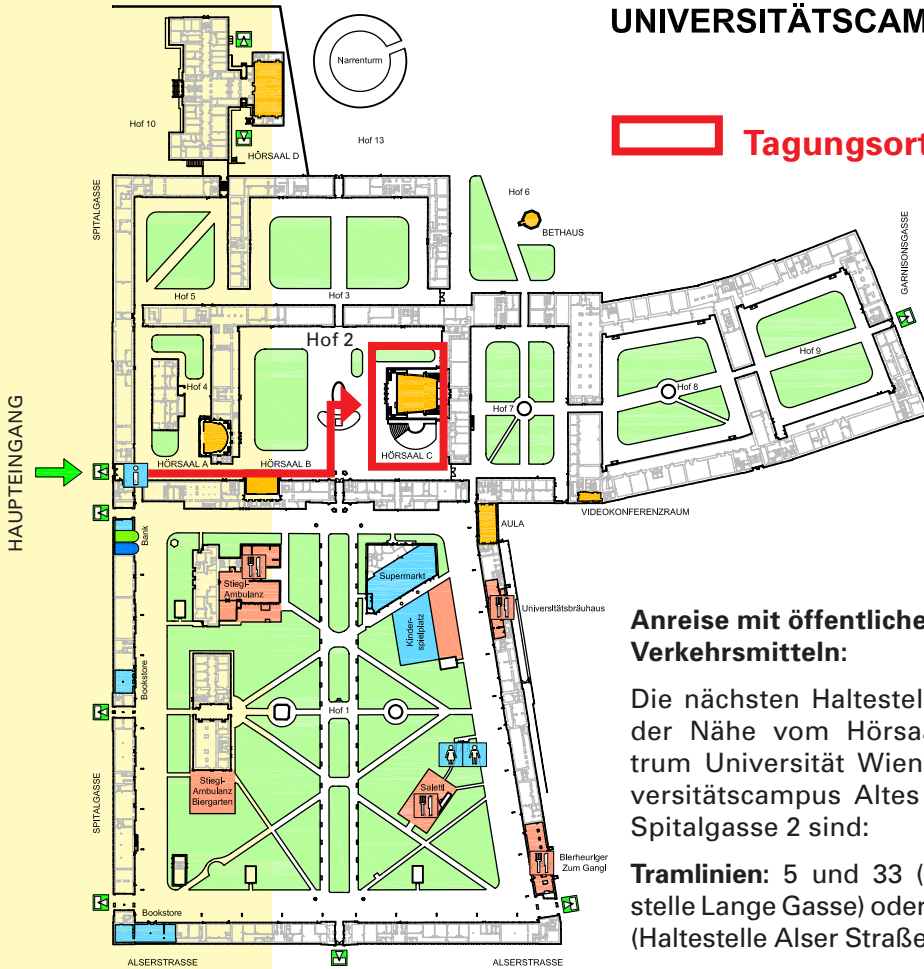 UNIVERSITÄTSCAM
Tagungsort
Narrenturm
Hof 10
Hof 13
HÖRSAAL D
SPITALGASSE
Hof 6
BETHAUS
GARNISONSGASSE
Hof 5
Hof 3
Hof 2
Hof 4
Hof 7
Hof 8
Hof 9
HAUPTEINGANG
HÖRSAAL A
HÖRSAAL B
HÖRSAAL C
VIDEOKONFERENZRAUM
AULA
Bank
Stiegl-
Ambulanz
Supermarkt
Kinder-
spielplatz
Universitätsbräuhaus
Bookstore
Hof 1
Stiegl-
Ambulanz
Biergarten
Salettl
SPITALGASSE
Bierheuriger
Zum Gangl
Bookstore
ALSERSTRASSE
ALSERSTRASSE
Anreise mit öffentliche
Verkehrsmitteln:
Die nächsten Haltestel
der Nähe vom Hörsaa
trum Universität Wien
versitätscampus Altes
Spitalgasse 2 sind:
Tramlinien: 5 und 33 (
stelle Lange Gasse) oder
(Haltestelle Alser Straße